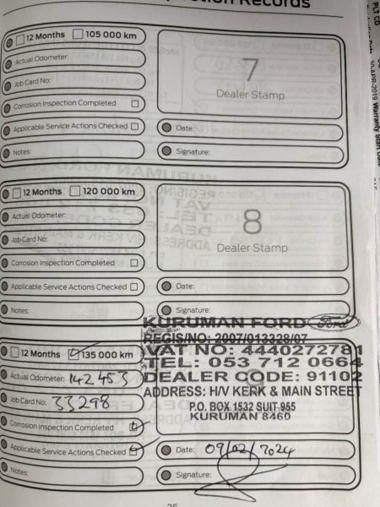 ction Records
12 Months 105 000 km
Actual Odometer:
Job Card No:
Corrosion Inspection Completed
Applicable Service Actions Checked
Notes:
7
Dealer Stamp
Date:
Signature:
12 Months 120 000 km
Actual Odometer:
Job Card No:
Corrosion Inspection Completed
Applicable Service Actions Checked
Notes:
8
Dealer Stamp
Date:
Signature:
12 Months 135 000 km
Actual Odometer: 142453
Job Card No: 33298
Corrosion Inspection Completed
Applicable Service Actions Checked
Notes:
KURUMAN FORD Ford
REGIS/NO: 2007/013328/07
VAT NO: 4440272781
TEL: 053 712 0664
DEALER CODE: 91102
ADDRESS: H/V KERK & MAIN STREET
P.O. BOX 1532 SUIT 955
KURUMAN 8460
Date: 09/02/2024
Signature: